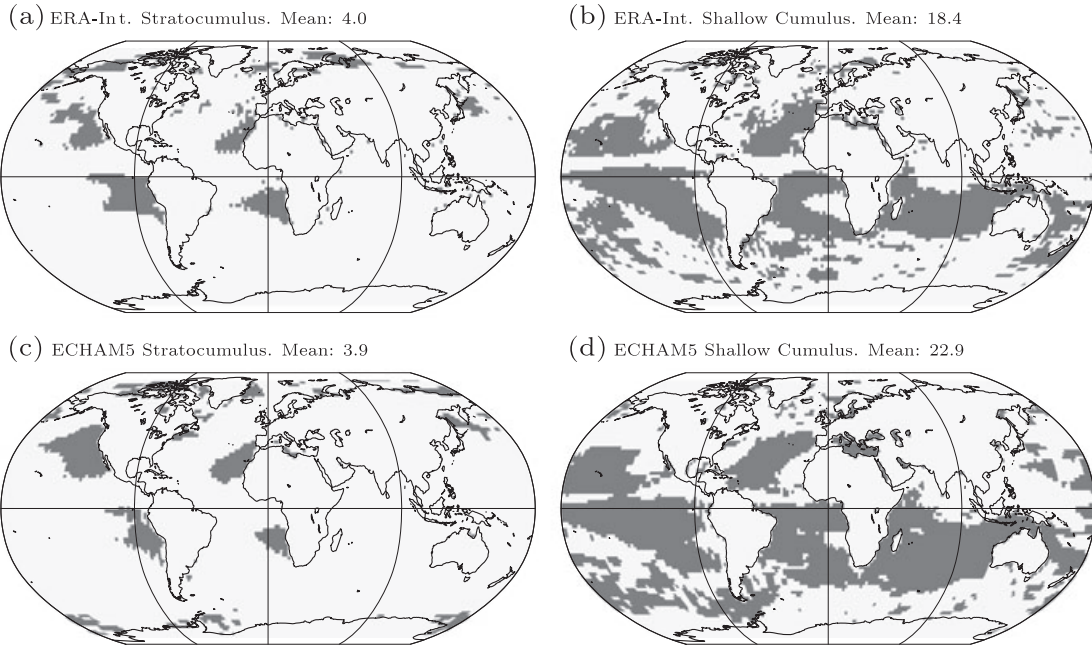 (a) ERA-Int. Stratocumulus. Mean: 4.0
(b) ERA-Int. Shallow Cumulus. Mean: 18.4
(c) ECHAM5 Stratocumulus. Mean: 3.9
(d) ECHAM5 Shallow Cumulus. Mean: 22.9